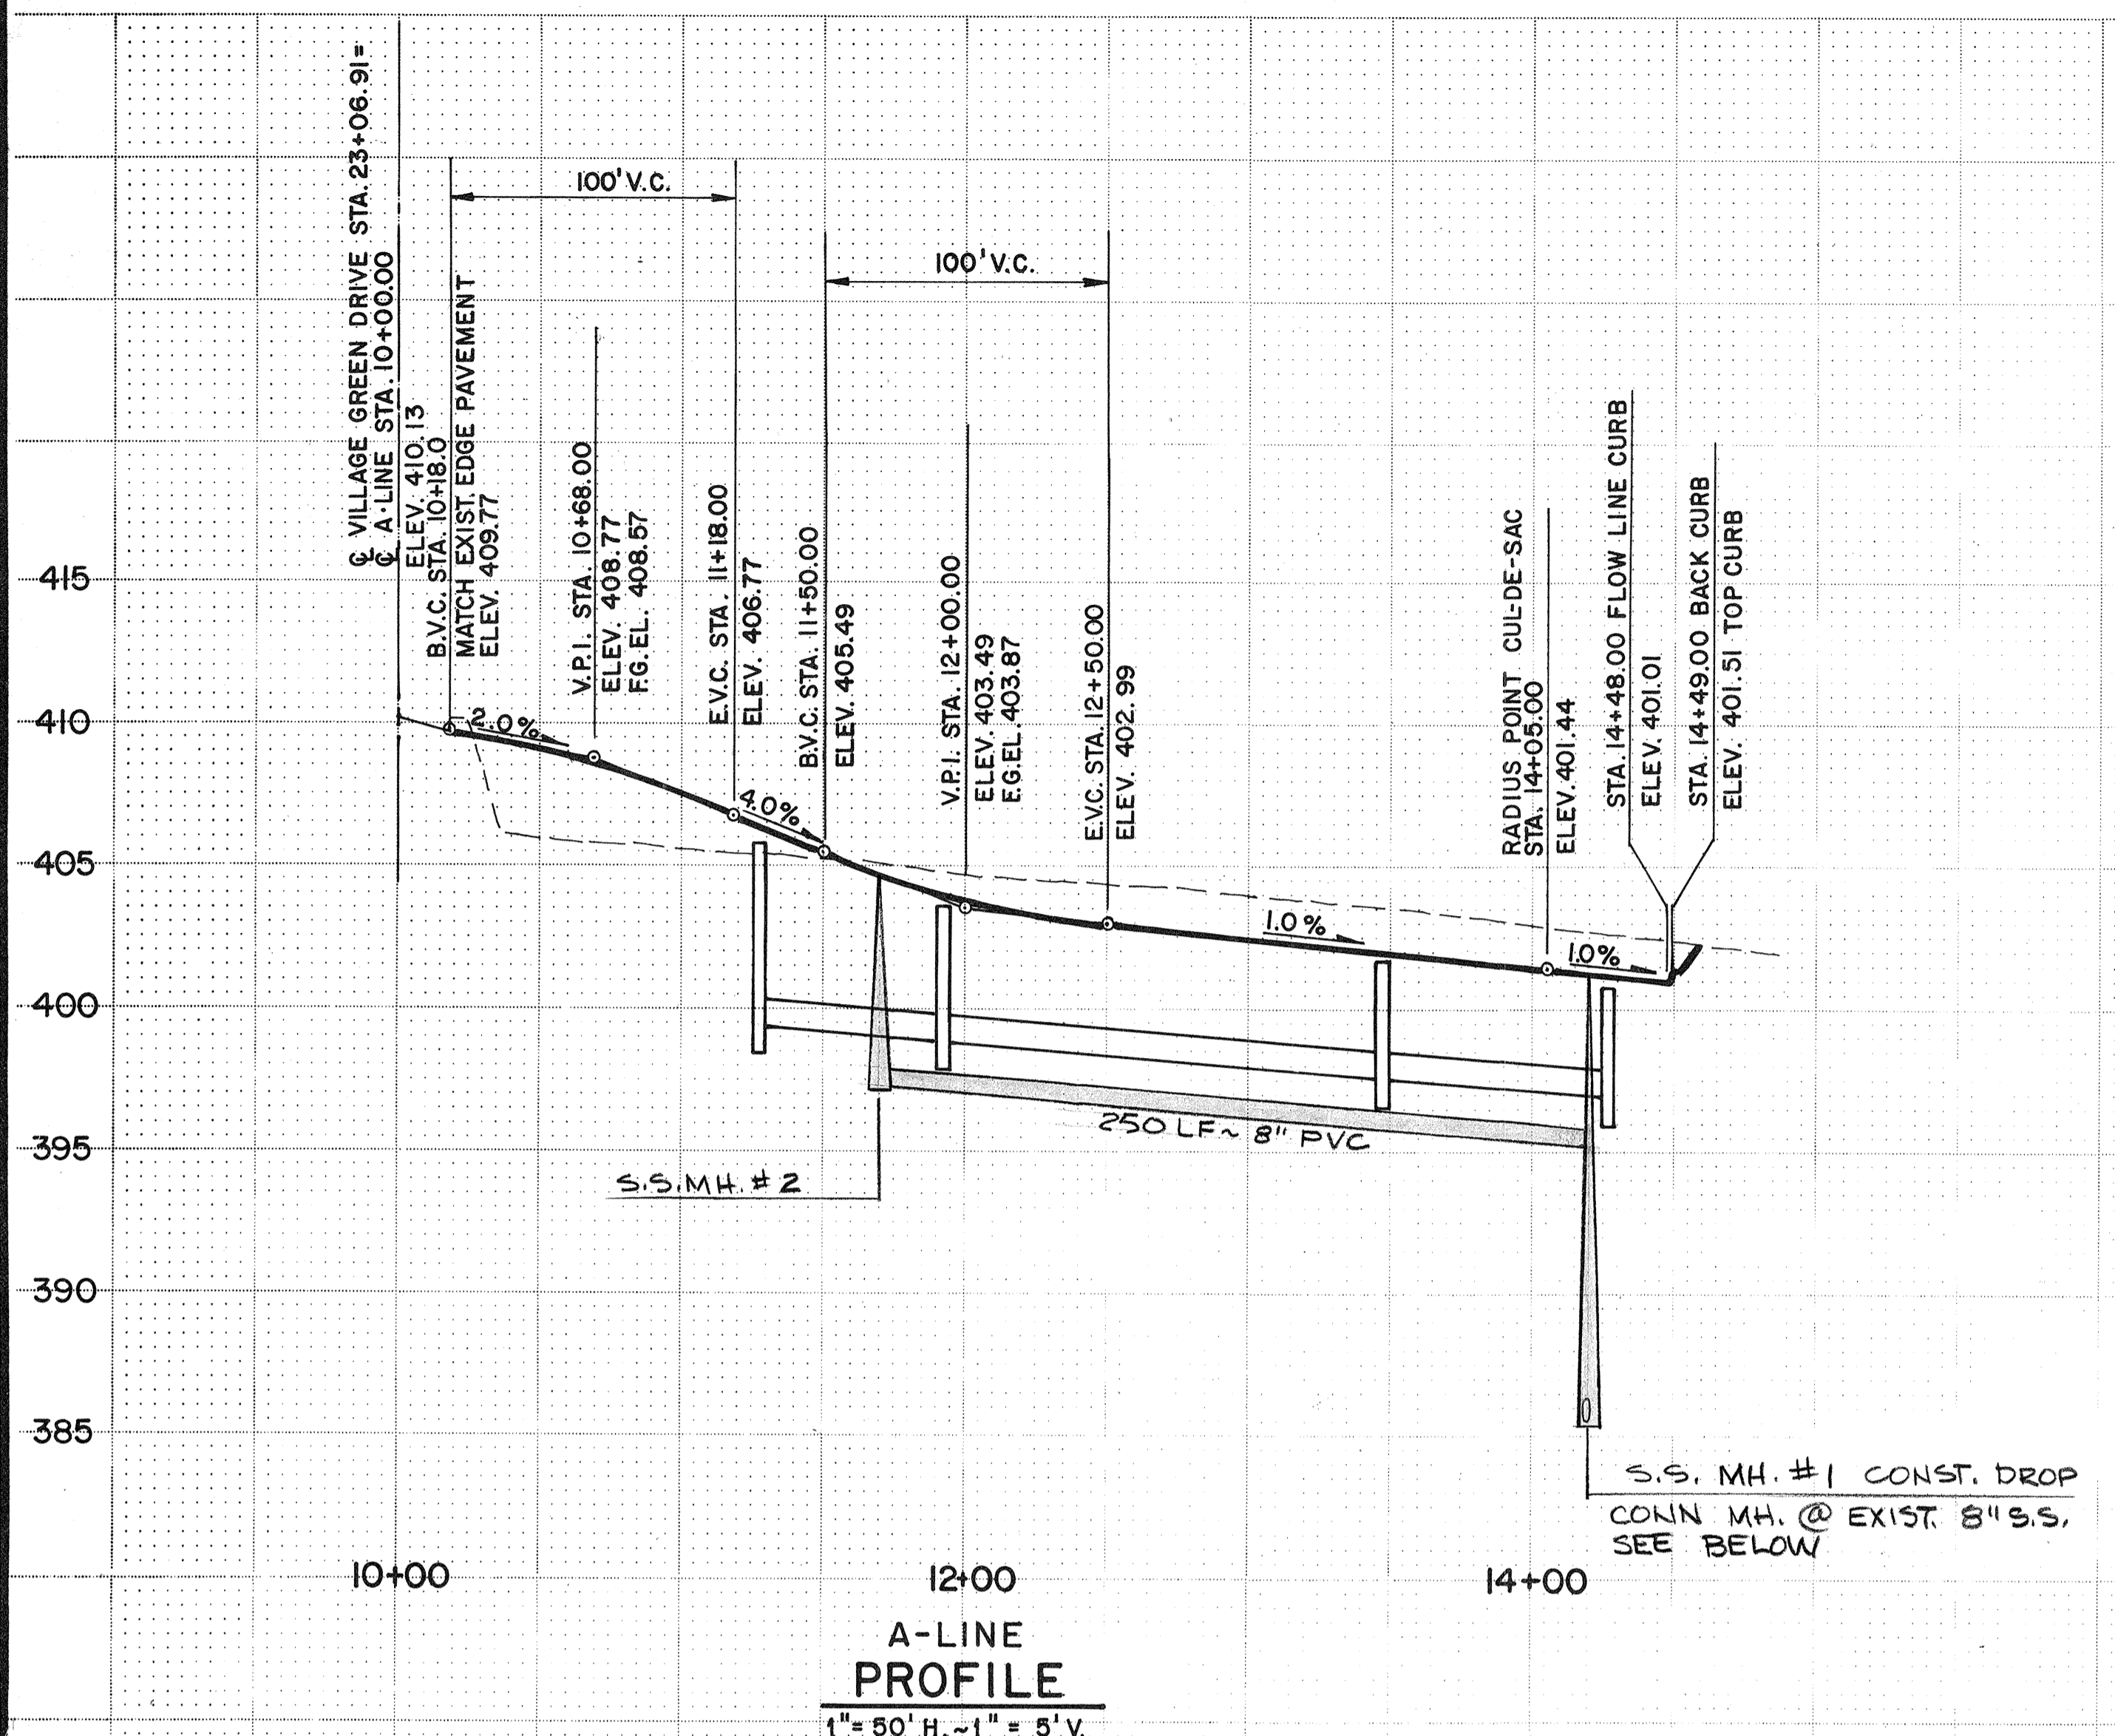 ℄ VILLAGE GREEN DRIVE STA. 23+06.91=
℄ A-LINE STA. 10+00.00
ELEV. 410.13
B.V.C. STA. 10+18.0
MATCH EXIST. EDGE PAVEMENT
ELEV. 409.77
100' V.C.
V.P.I. STA. 10+68.00
ELEV. 408.77
F.G. EL. 408.57
E.V.C. STA. 11+18.00
ELEV. 406.77
100' V.C.
B.V.C. STA. 11+50.00
ELEV. 405.49
V.P.I. STA. 12+00.00
ELEV. 403.49
F.G. EL. 403.87
E.V.C. STA. 12+50.00
ELEV. 402.99
RADIUS POINT CUL-DE-SAC
STA. 14+05.00
ELEV. 401.44
STA. 14+48.00 FLOW LINE CURB
ELEV. 401.01
STA. 14+49.00 BACK CURB
ELEV. 401.51 TOP CURB
415
410
2.0%
4.0%
405
1.0%
1.0%
400
250 LF~ 8" PVC
395
S.S.MH. #2
390
385
S.S. MH. #1 CONST. DROP
CONN MH. @ EXIST. 8" S.S.
SEE BELOW
10+00
12+00
14+00
A-LINE
PROFILE
1"= 50' H. ~ 1" = 5' V.